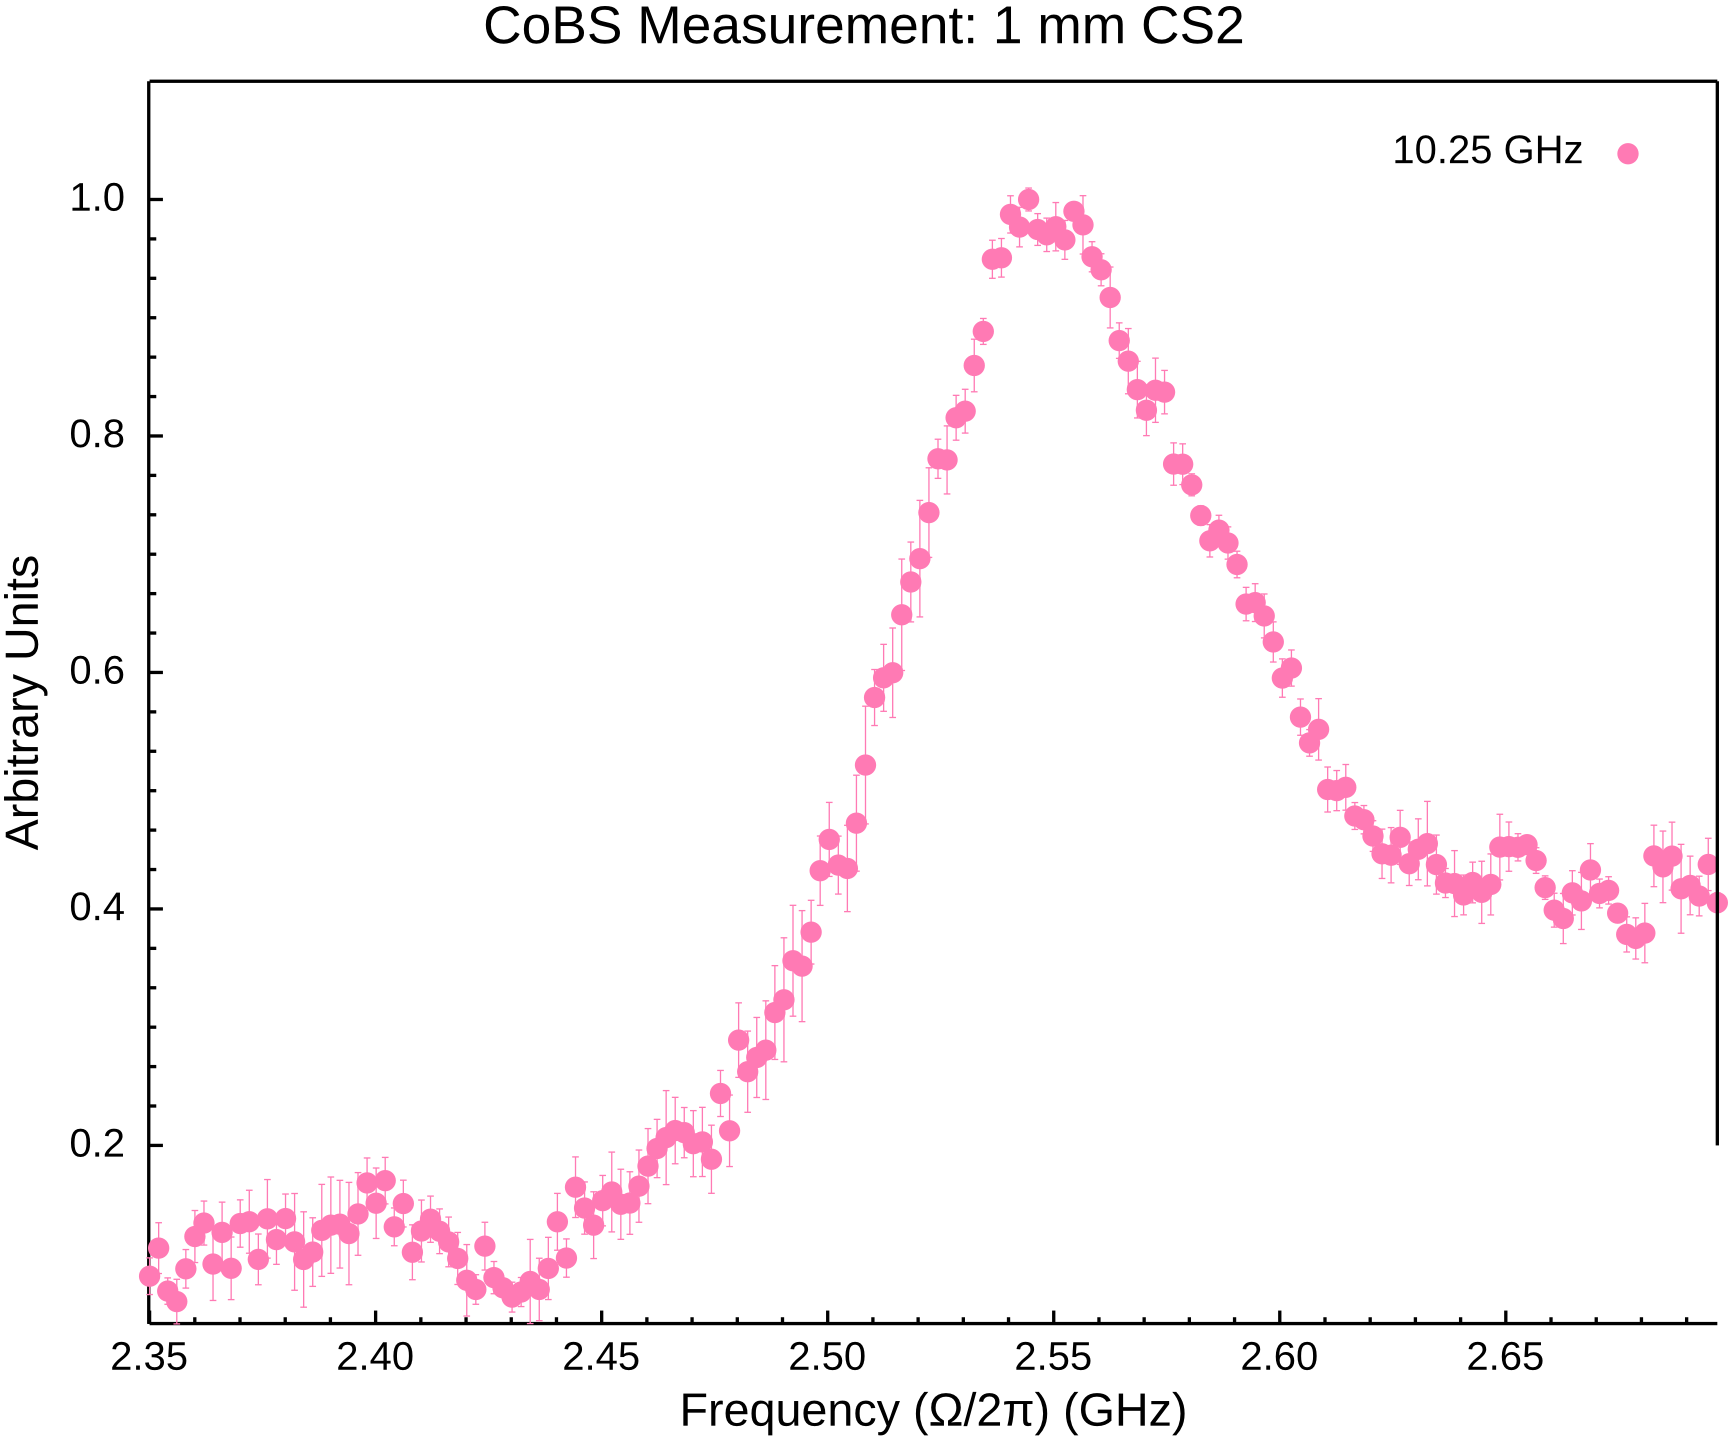 CoBS Measurement: 1 mm CS2
10.25 GHz
1.0
0.8
0.6
0.4
0.2
Arbitrary Units
2.35 2.40 2.45 2.50 2.55 2.60 2.65
Frequency (Ω/2π) (GHz)